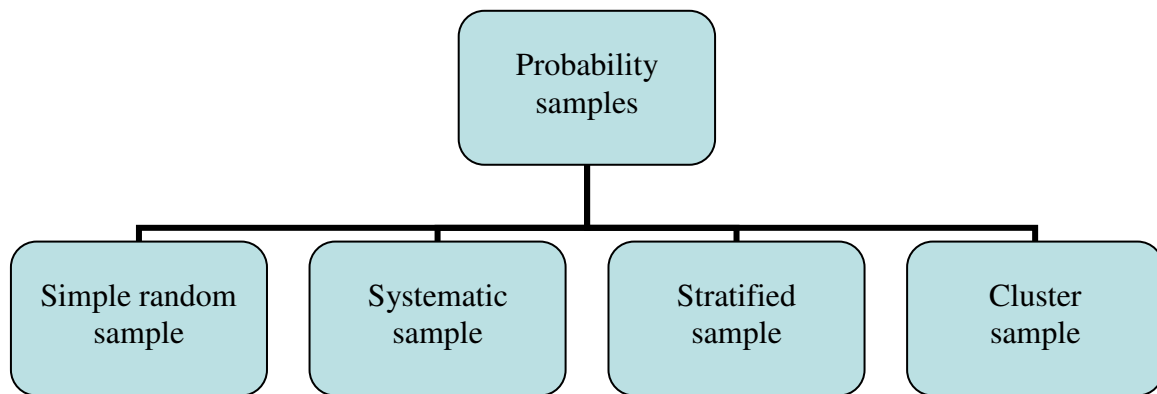 Probability
samples
Simple random
sample
Systematic
sample
Stratified
sample
Cluster
sample